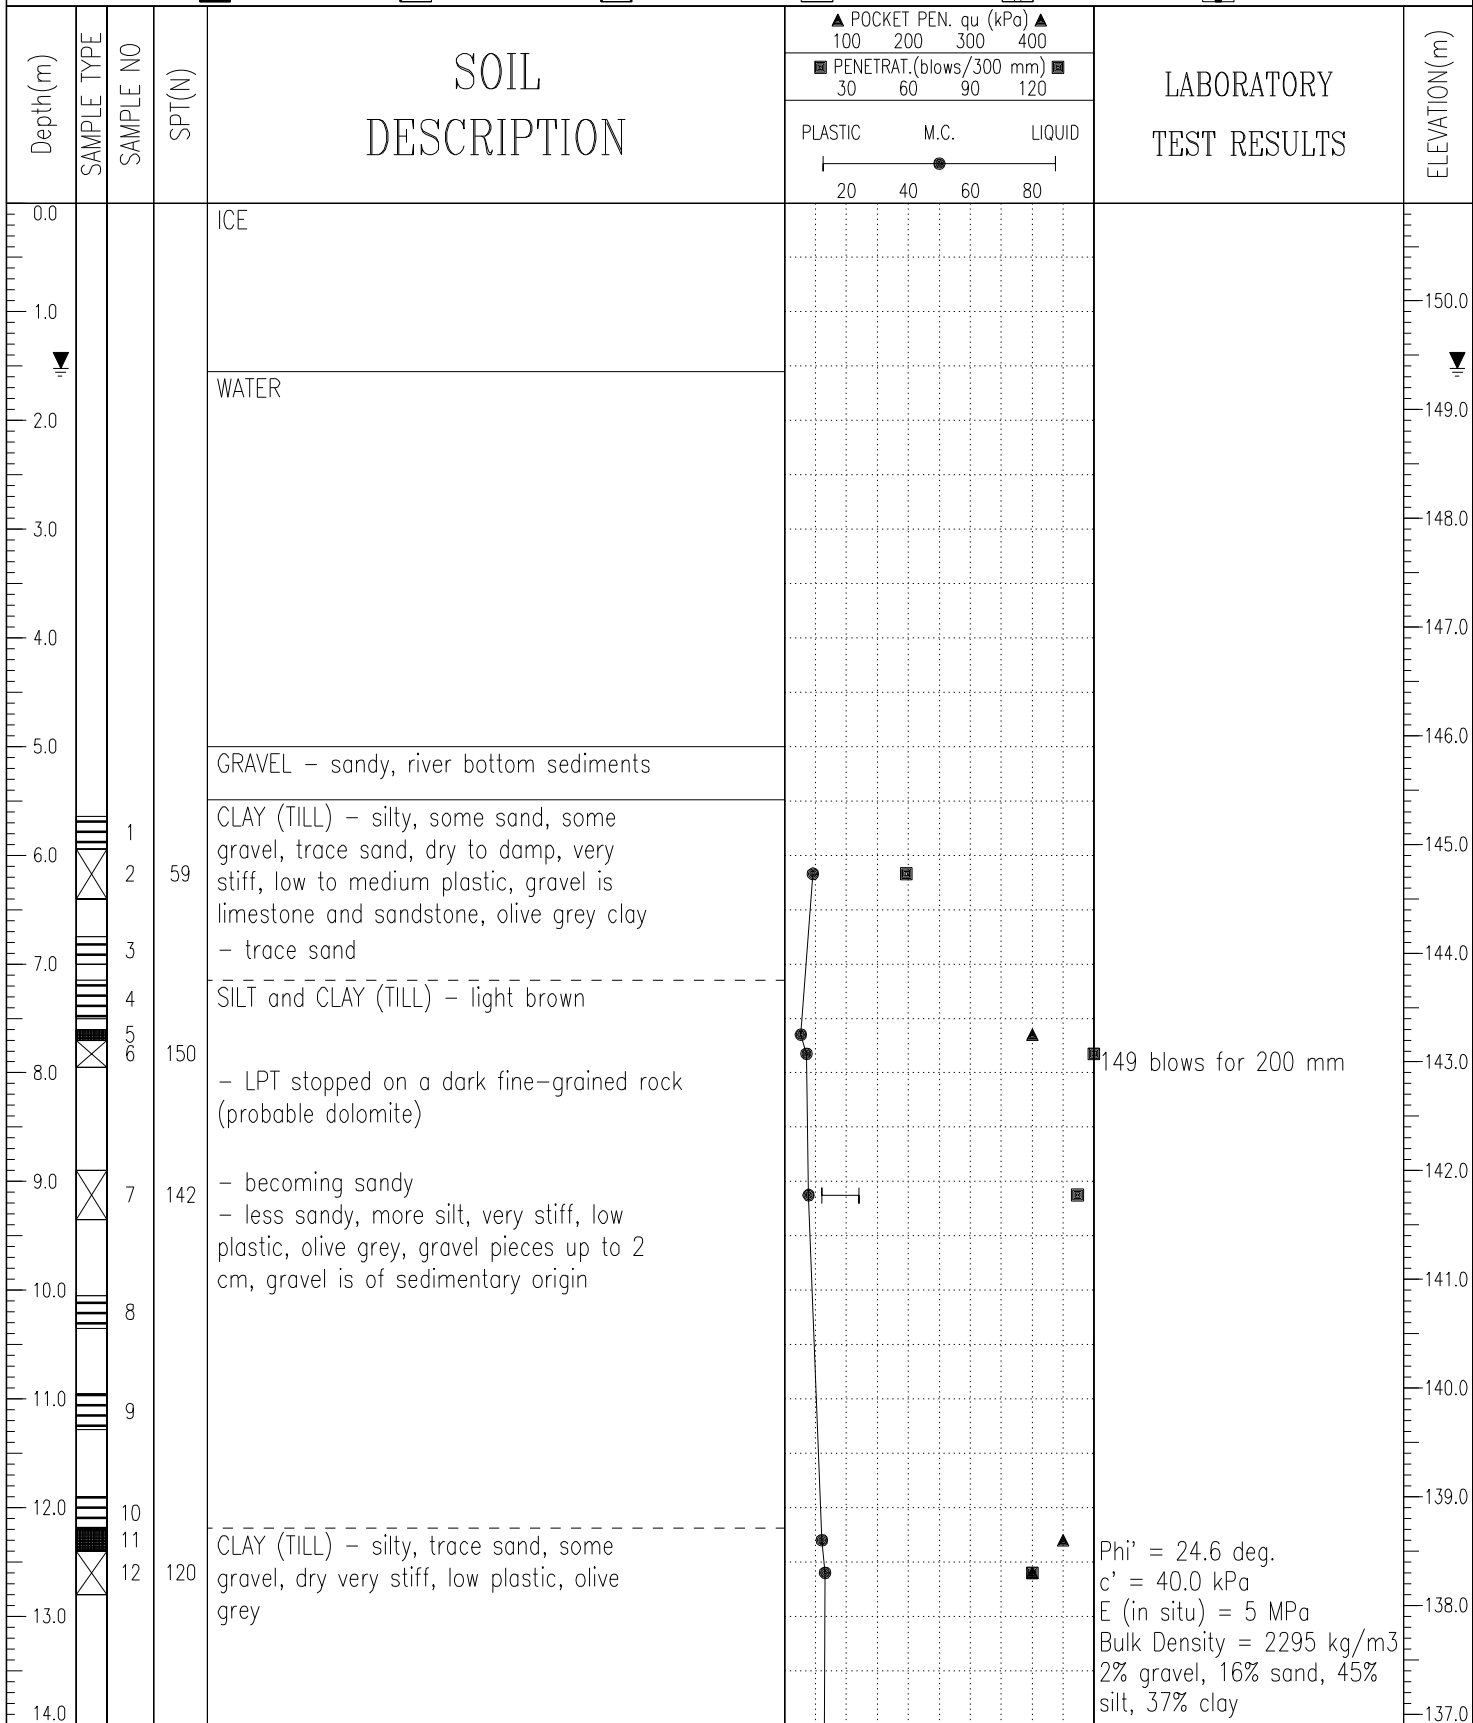 Depth(m)
SAMPLE TYPE
SAMPLE NO
SPT(N)
SOIL
DESCRIPTION
▲ POCKET PEN. qu (kPa) ▲
100 200 300 400
PENETRAT.(blows/300 mm)
30 60 90 120
PLASTIC M.C. LIQUID
20 40 60 80
LABORATORY
TEST RESULTS
ELEVATION(m)
0.0
ICE
1.0
150.0
WATER
149.0
2.0
148.0
3.0
147.0
4.0
146.0
5.0
GRAVEL – sandy, river bottom sediments
CLAY (TILL) – silty, some sand, some
1
gravel, trace sand, dry to damp, very
145.0
6.0
2 59
stiff, low to medium plastic, gravel is
limestone and sandstone, olive grey clay
3
– trace sand
144.0
7.0
4
SILT and CLAY (TILL) – light brown
5
6 150
149 blows for 200 mm
143.0
8.0
– LPT stopped on a dark fine–grained rock
(probable dolomite)
142.0
9.0
– becoming sandy
7 142
– less sandy, more silt, very stiff, low
plastic, olive grey, gravel pieces up to 2
cm, gravel is of sedimentary origin
141.0
10.0
8
140.0
11.0
9
139.0
12.0
10
11
CLAY (TILL) – silty, trace sand, some
Phi' = 24.6 deg.
12 120
gravel, dry very stiff, low plastic, olive
c' = 40.0 kPa
138.0
13.0
grey
E (in situ) = 5 MPa
Bulk Density = 2295 kg/m3
2% gravel, 16% sand, 45%
silt, 37% clay
14.0
137.0